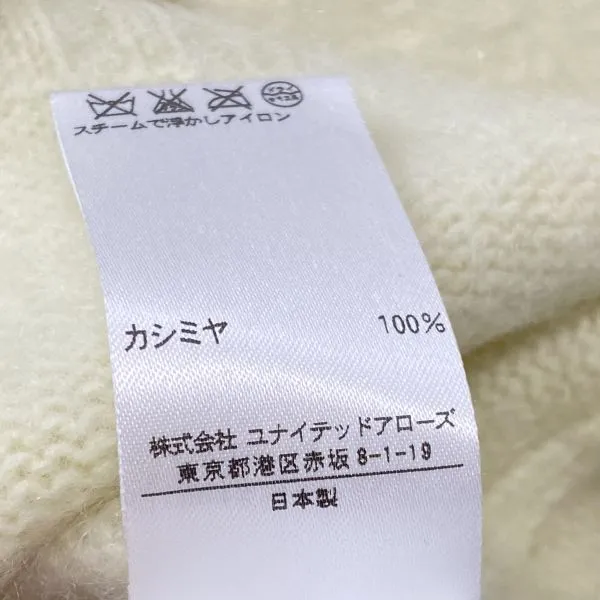 スチームで浮かしアイロン
カシミヤ 100%
株式会社 ユナイテッドアローズ
東京都港区赤坂 8-1-19
日本製